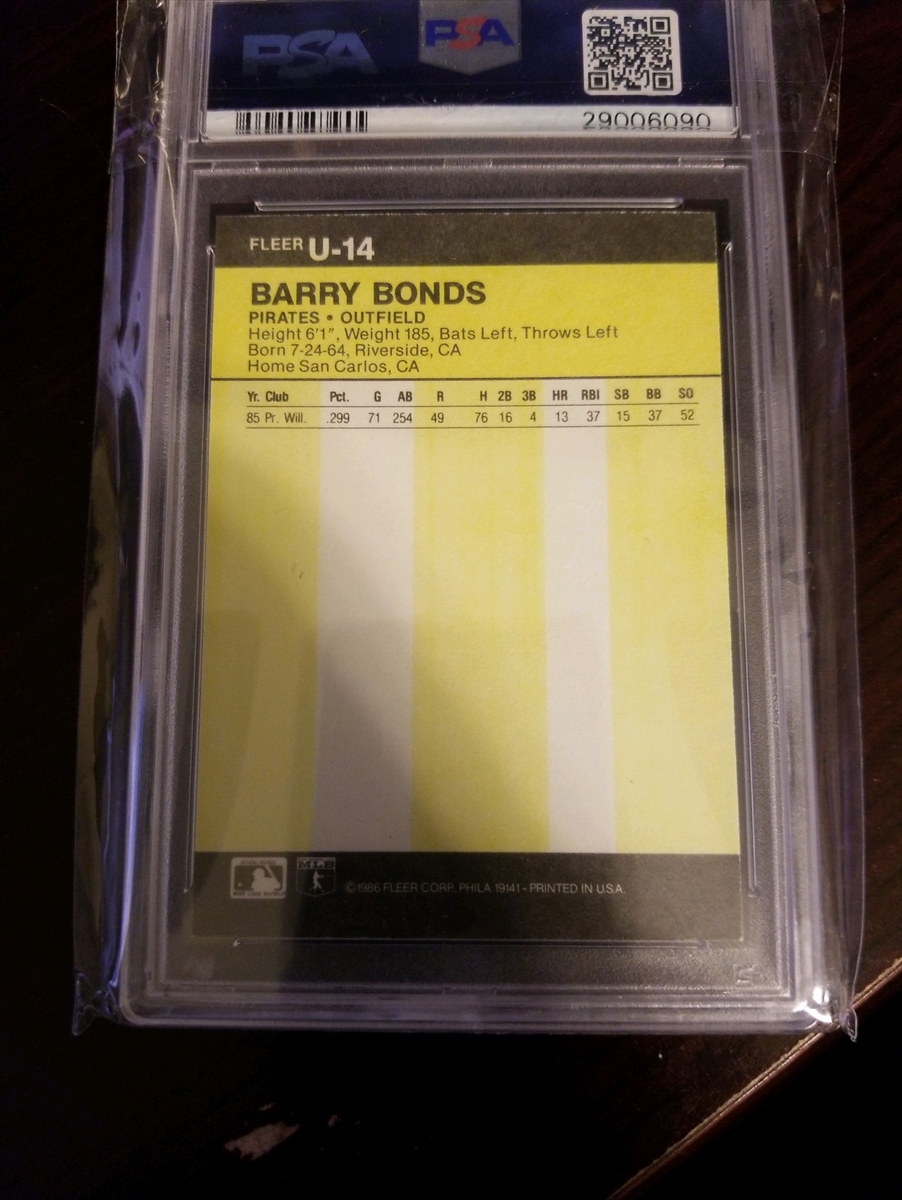 PSA PSA
29006090
FLEER U-14
BARRY BONDS
PIRATES • OUTFIELD
Height 6'1", Weight 185, Bats Left, Throws Left
Born 7-24-64, Riverside, CA
Home San Carlos, CA
Yr. Club Pct. G AB R H 2B 3B HR RBI SB BB SO
85 Pr. Will. .299 71 254 49 76 16 4 13 37 15 37 52
MLB
©1986 FLEER CORP. PHILA 19141 - PRINTED IN U.S.A.